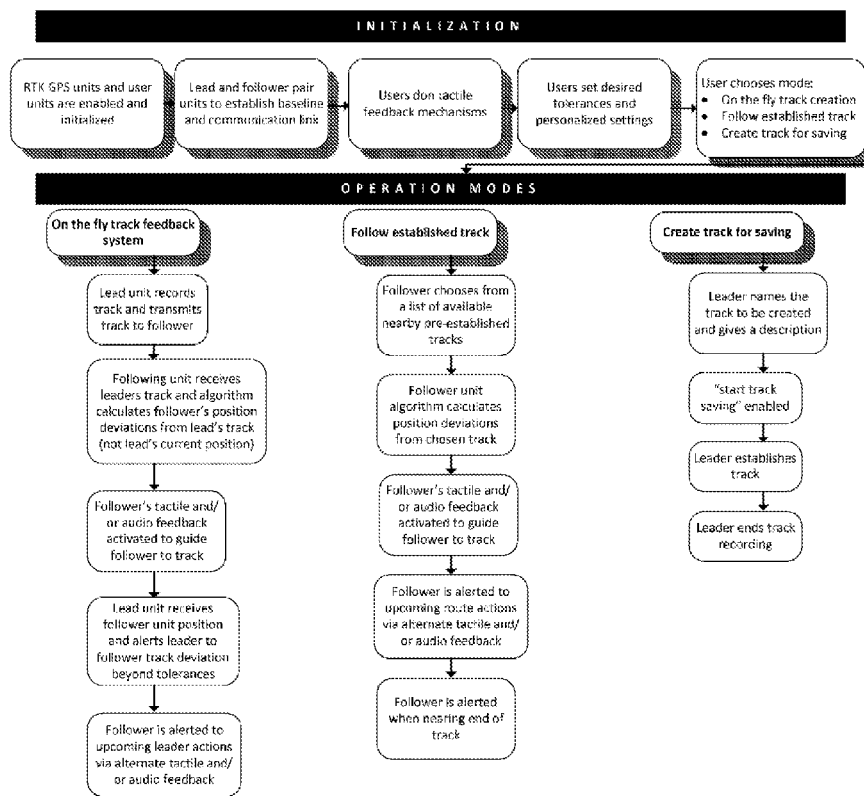 INITIALIZATION
RTK GPS units and user
units are enabled and
initialized
Lead and follower pair
units to establish baseline
and communication link
Users don tactile
feedback mechanisms
Users set desired
tolerances and
personalized settings
User chooses mode:
• On the fly track creation
• Follow established track
• Create track for saving
OPERATION MODES
On the fly track feedback
system
Lead unit records
track and transmits
track to follower
Following unit receives
leaders track and algorithm
calculates follower's position
deviations from lead's track
(not lead's current position)
Follower's tactile and/
or audio feedback
activated to guide
follower to track
Lead unit receives
follower unit position
and alerts leader to
follower track deviation
beyond tolerances
Follower is alerted to
upcoming leader actions
via alternate tactile and/
or audio feedback
Follow established track
Follower chooses from
a list of available
nearby pre-established
tracks
Follower unit
algorithm calculates
position deviations
from chosen track
Follower's tactile and/
or audio feedback
activated to guide
follower to track
Follower is alerted to
upcoming route actions
via alternate tactile and/
or audio feedback
Follower is alerted
when nearing end of
track
Create track for saving
Leader names the
track to be created
and gives a description
"start track
saving" enabled
Leader establishes
track
Leader ends track
recording